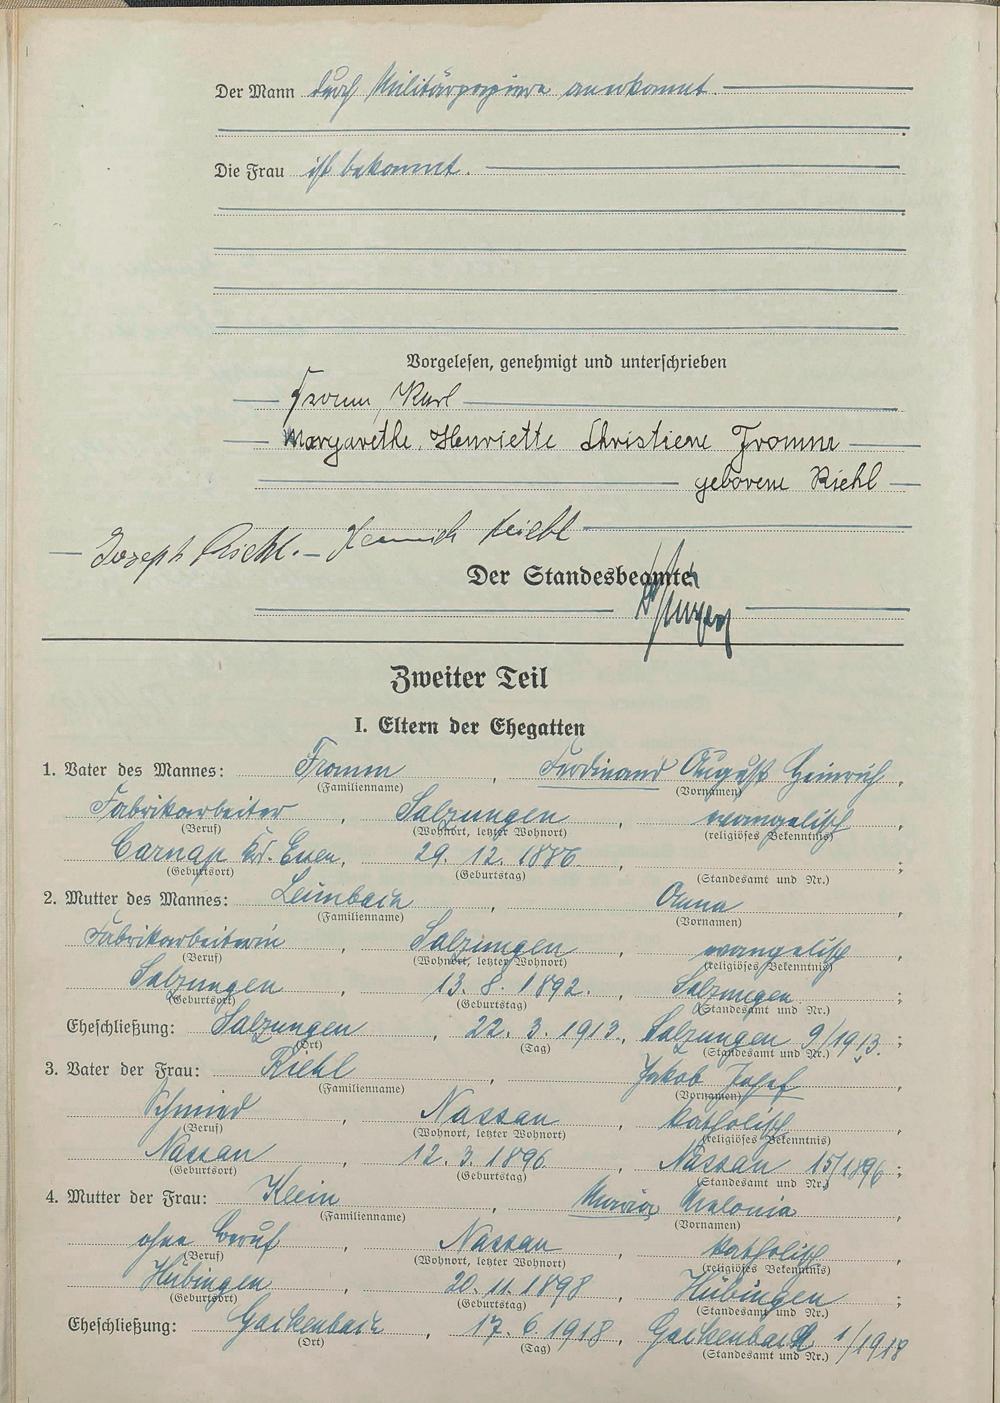 Der Mann durch Militärpapiere anerkannt.
Die Frau ist bekannt.
Vorgelesen, genehmigt und unterschrieben
Fromm, Karl
Margarethe Henriette Christiene Fromm
geborene Riehl
Joseph Riehl. – Heinrich Riehl
Der Standesbeamte
Zweiter Teil
I. Eltern der Ehegatten
1. Vater des Mannes: Fromm, Ferdinand August Heinrich,
(Familienname) (Vornamen)
Fabrikarbeiter, Salzungen, evangelisch,
(Beruf) (Wohnort, letzter Wohnort) (religiöses Bekenntnis)
Carnap Krs. Essen, 29. 12. 1886, ;
(Geburtsort) (Geburtstag) (Standesamt und Nr.)
2. Mutter des Mannes: Leimbach, Anna,
(Familienname) (Vornamen)
Fabrikarbeiterin, Salzungen, evangelisch,
(Beruf) (Wohnort, letzter Wohnort) (religiöses Bekenntnis)
Salzungen, 13. 8. 1892., Salzungen ;
(Geburtsort) (Geburtstag) (Standesamt und Nr.)
Eheschließung: Salzungen, 22. 3. 1913., Salzungen 9/1913. ;
(Ort) (Tag) (Standesamt und Nr.)
3. Vater der Frau: Riehl, Jakob Josef,
(Familienname) (Vornamen)
Schmied, Nassau, katholisch,
(Beruf) (Wohnort, letzter Wohnort) (religiöses Bekenntnis)
Nassau, 12. 3. 1896, Nassau 15/1896 ;
(Geburtsort) (Geburtstag) (Standesamt und Nr.)
4. Mutter der Frau: Klein, Maria,
(Familienname) (Vornamen)
ohne Beruf, Nassau, katholisch,
(Beruf) (Wohnort, letzter Wohnort) (religiöses Bekenntnis)
Hübingen, 20. 11. 1898, Hübingen ;
(Geburtsort) (Geburtstag) (Standesamt und Nr.)
Eheschließung: Gackenbach, 17. 6. 1918, Gackenbach 1/1918
(Ort) (Tag) (Standesamt und Nr.)